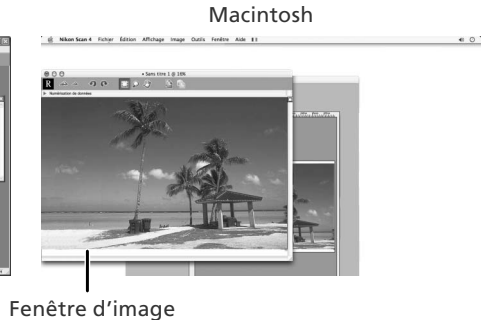 Macintosh
Nikon Scan 4 Fichier Édition Affichage Image Outils Fenêtre Aide
Sans titre 1 @ 16%
R
Numérisation de données
Fenêtre d’image